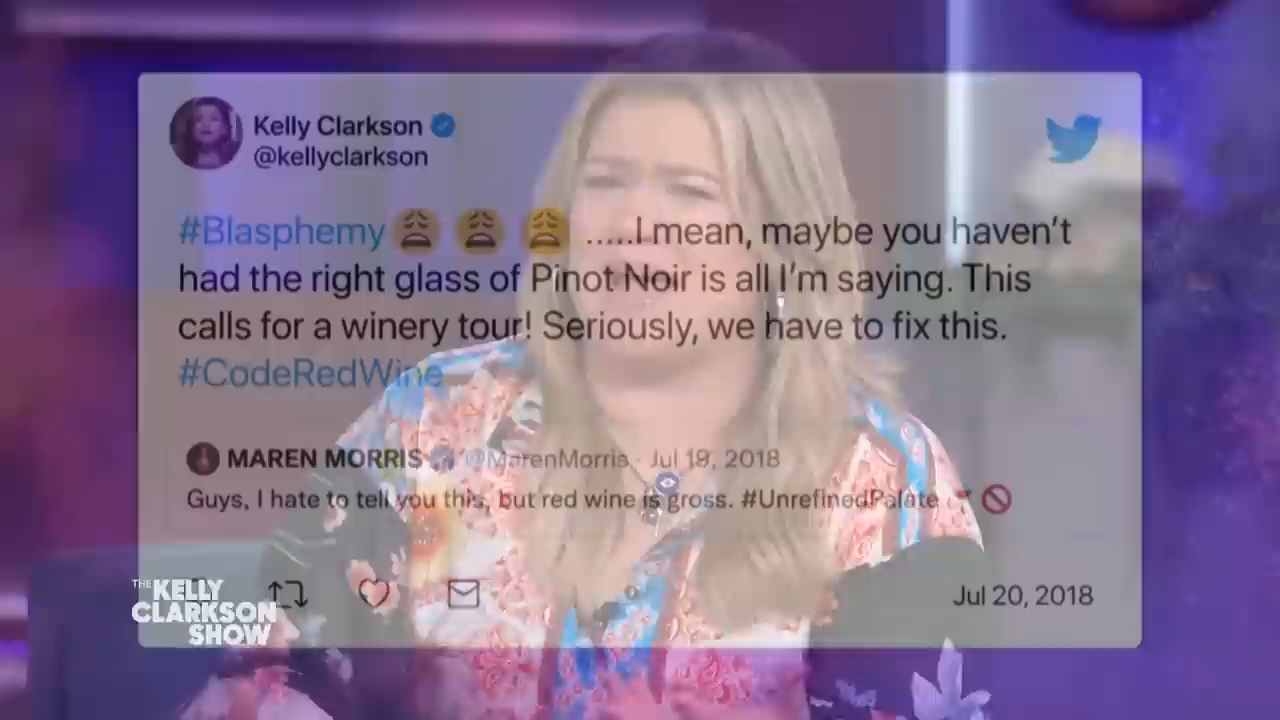 Kelly Clarkson
@kellyclarkson
#Blasphemy 😩 😩 😩 .....I mean, maybe you haven't
had the right glass of Pinot Noir is all I'm saying. This
calls for a winery tour! Seriously, we have to fix this.
#CodeRedWine
MAREN MORRIS @MarenMorris · Jul 19, 2018
Guys, I hate to tell you this, but red wine is gross. #UnrefinedPalate 🍷 🚫
Jul 20, 2018
THE
KELLY
CLARKSON
SHOW